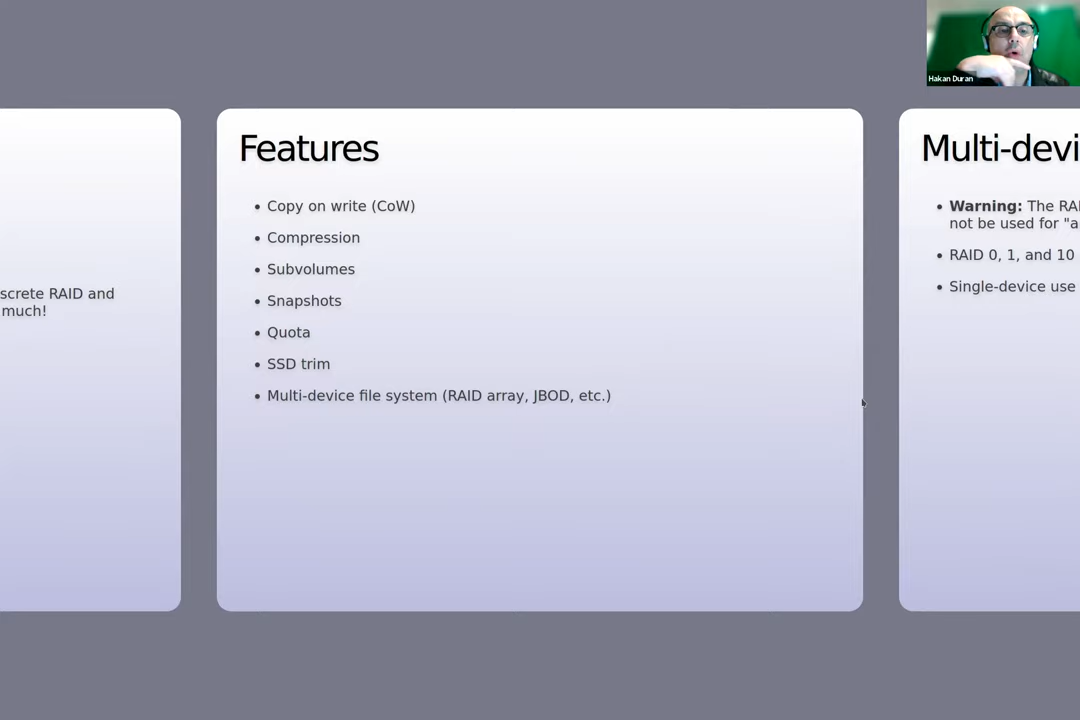 Hakan Duran
screte RAID and
much!
Features
• Copy on write (CoW)
• Compression
• Subvolumes
• Snapshots
• Quota
• SSD trim
• Multi-device file system (RAID array, JBOD, etc.)
Multi-devi
• Warning: The RAI
not be used for "a
• RAID 0, 1, and 10
• Single-device use